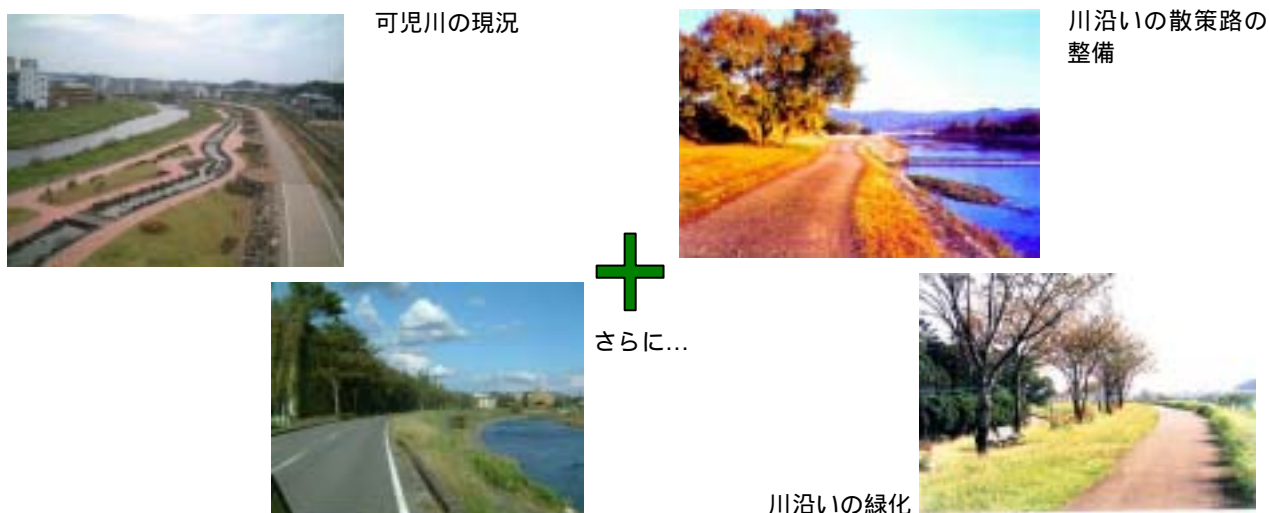 可児川の現況
川沿いの散策路の
整備
さらに…
川沿いの緑化